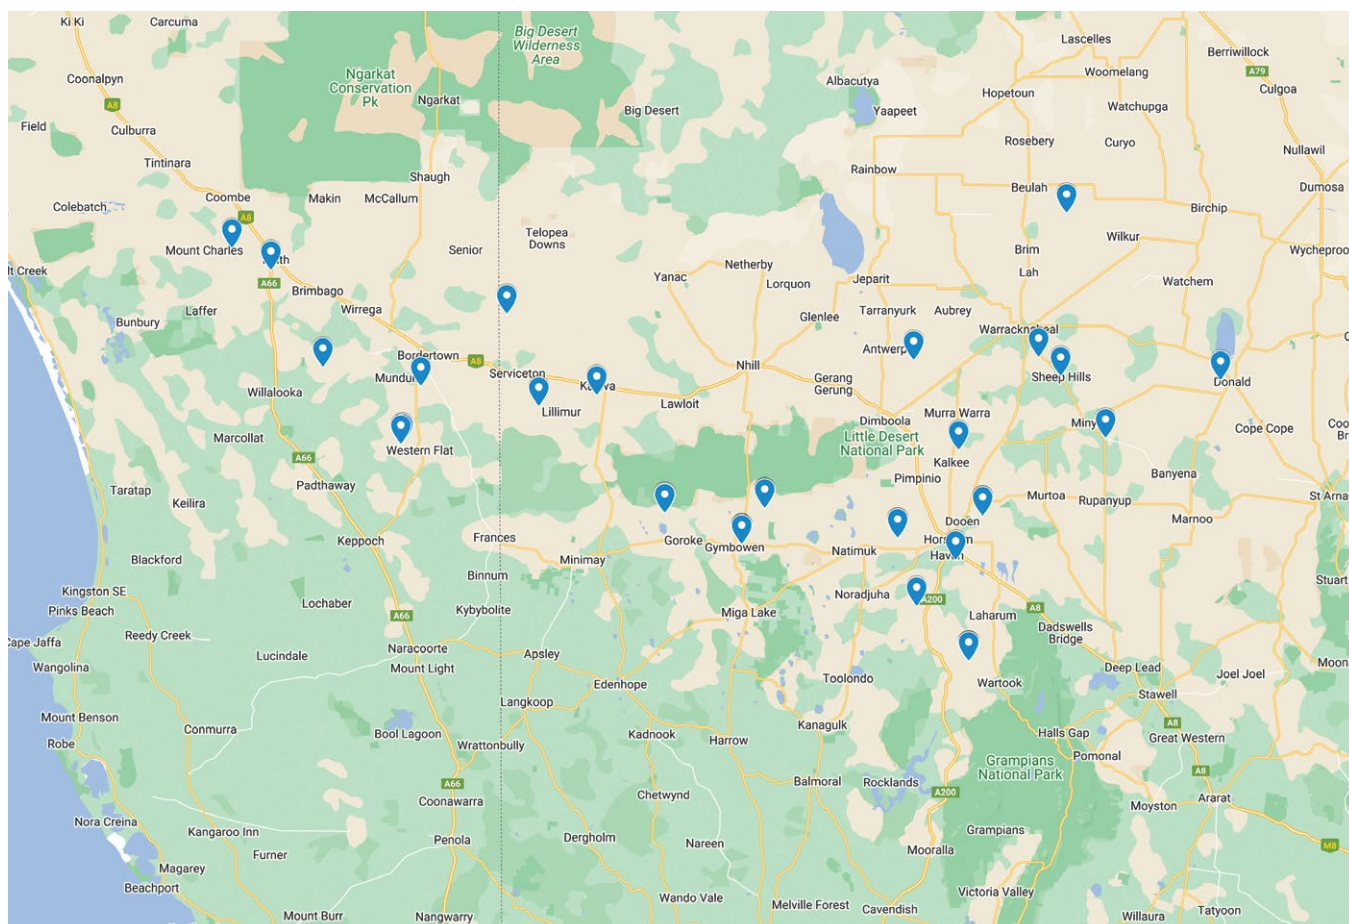 Ki Ki
Carcuma
Big Desert
Wilderness
Area
Lascelles
Berriwillock
Coonalpyn
Ngarkat
Conservation
Pk
Albacutya
Woomelang
A79
Culgoa
Hopetoun
A8
Ngarkat
Big Desert
Yaapeet
Watchupga
Field
Culburra
Rosebery
Curyo
Nullawil
Tintinara
Shaugh
Rainbow
Beulah
Dumosa
Coombe
Makin
McCallum
Colebatch
Birchip
A8
Telopea
Downs
Wilkur
Mount Charles
Senior
Brim
Wycheproo
Netherby
Lah
lt Creek
A66
Yanac
Lorquon
Jeparit
Watchem
Brimbago
Wirrega
Laffer
Tarranyurk
Aubrey
Bunbury
Glenlee
Bordertown
A8
Antwerp
Nhill
Serviceton
Gerang
Gerung
Sheep Hills
Donald
Willalooka
Lillimur
Lawloit
Dimboola
Murra Warra
Marcollat
Western Flat
Little Desert
National Park
Cope Cope
A66
Kalkee
Padthaway
Pimpinio
Banyena
Taratap
Keilira
Murtoa
Rupanyup
St Arna
Dooen
Marnoo
Keppoch
Frances
Goroke
Gymbowen
Natimuk
Blackford
Minimay
Binnum
Stuart
Kingston SE
Pinks Beach
Lochaber
Kybybolite
Noradjuha
A200
A8
A66
Miga Lake
Laharum
Dadswells
Bridge
Cape Jaffa
Reedy Creek
Naracoorte
Lucindale
Apsley
Wangolina
Mount Light
Deep Lead
Joel Joel
Edenhope
Toolondo
Wartook
Stawell
Langkoop
Mount Benson
Conmurra
Bool Lagoon
Kanagulk
A8
Robe
Wrattonbully
Kadnook
Harrow
Halls Gap
Great Western
Pomonal
Grampians
National Park
A66
Balmoral
Rocklands
A8
Coonawarra
Chetwynd
A200
Moyston
Ararat
Nora Creina
Kangaroo Inn
Penola
Dergholm
Nareen
Grampians
M8
Furner
Mooralla
Magarey
Beachport
Victoria Valley
Wando Vale
Mount Burr
Nangwarry
Melville Forest
Cavendish
Willaura
Tatyoon